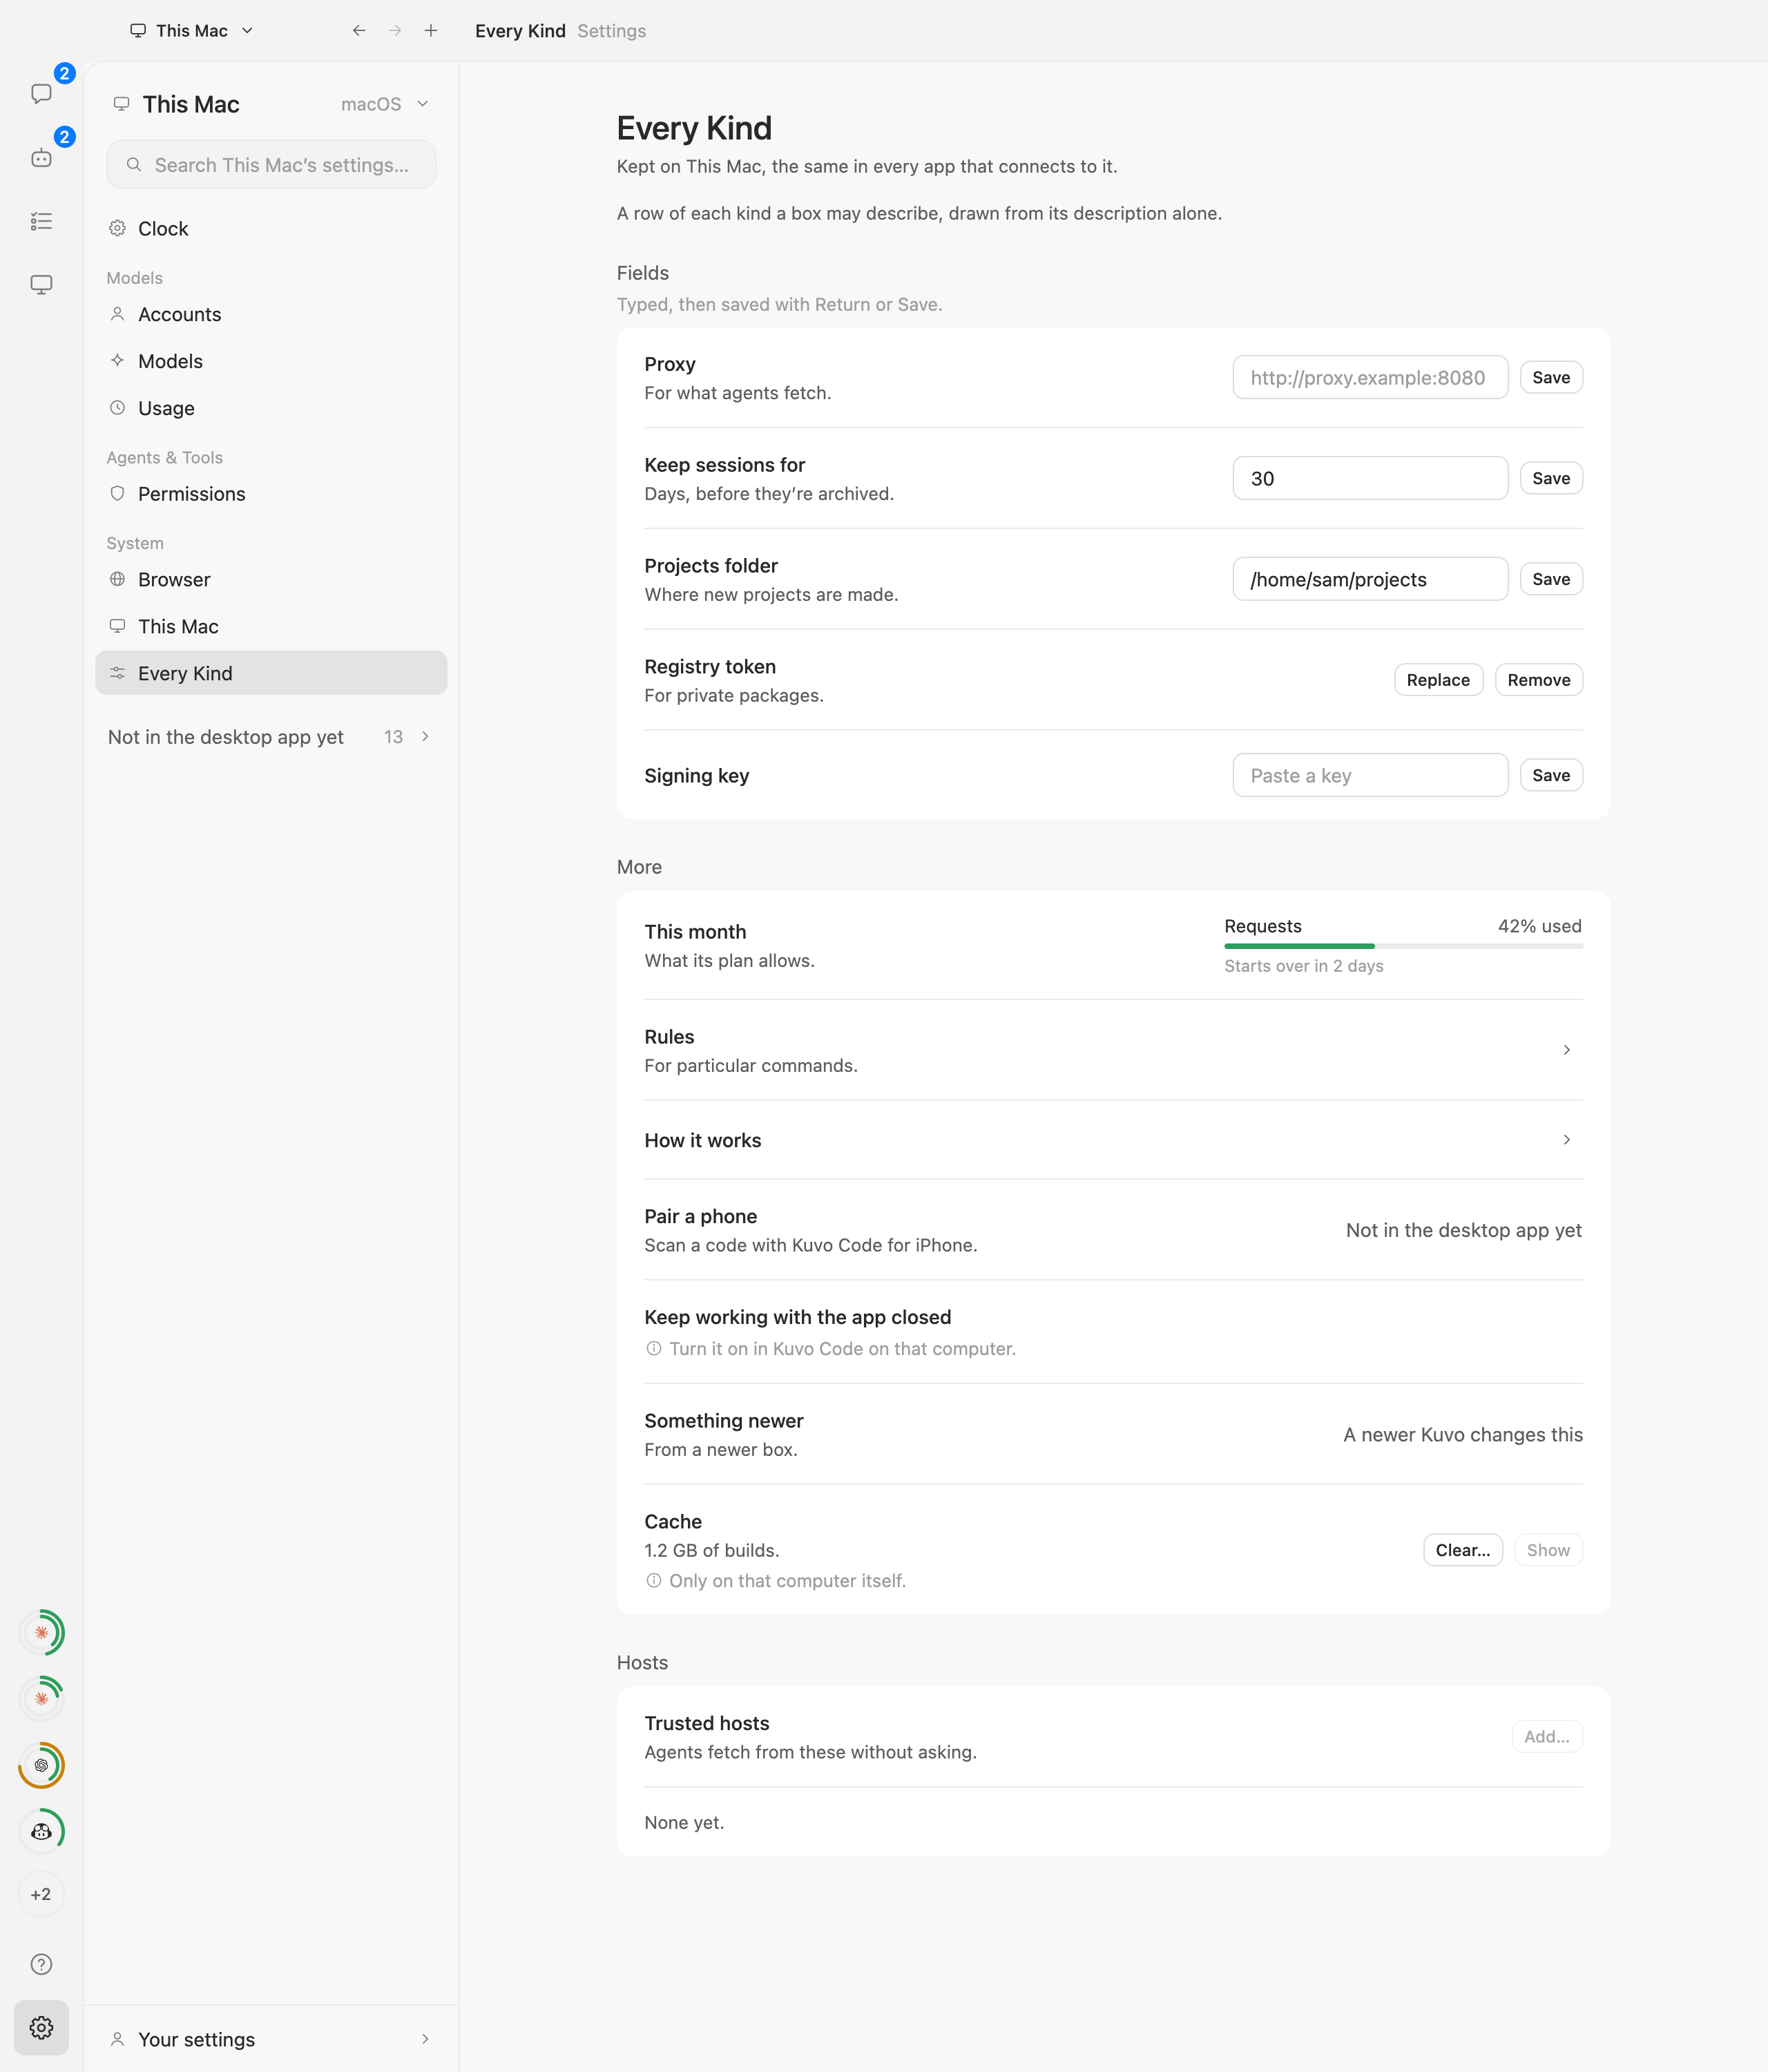 This Mac
Every Kind Settings
2
2
This Mac macOS
Search This Mac’s settings...
Clock
Models
Accounts
Models
Usage
Agents & Tools
Permissions
System
Browser
This Mac
Every Kind
Not in the desktop app yet 13
+2
Your settings
Every Kind
Kept on This Mac, the same in every app that connects to it.
A row of each kind a box may describe, drawn from its description alone.
Fields
Typed, then saved with Return or Save.
Proxy
For what agents fetch.
http://proxy.example:8080 Save
Keep sessions for
Days, before they’re archived.
30 Save
Projects folder
Where new projects are made.
/home/sam/projects Save
Registry token
For private packages.
Replace Remove
Signing key
Paste a key Save
More
This month
What its plan allows.
Requests 42% used
Starts over in 2 days
Rules
For particular commands.
How it works
Pair a phone
Scan a code with Kuvo Code for iPhone.
Not in the desktop app yet
Keep working with the app closed
Turn it on in Kuvo Code on that computer.
Something newer
From a newer box.
A newer Kuvo changes this
Cache
1.2 GB of builds.
Only on that computer itself.
Clear... Show
Hosts
Trusted hosts
Agents fetch from these without asking.
Add...
None yet.